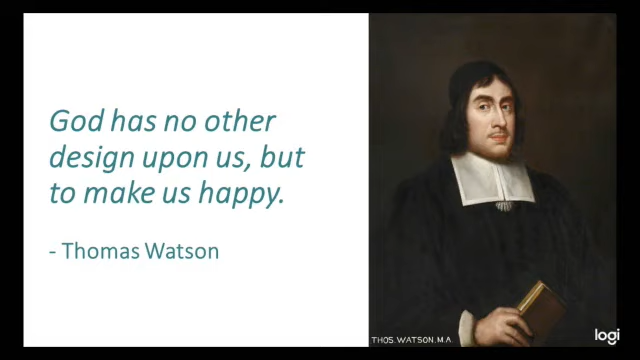 God has no other
design upon us, but
to make us happy.
- Thomas Watson
THOS. WATSON. M.A.
logi